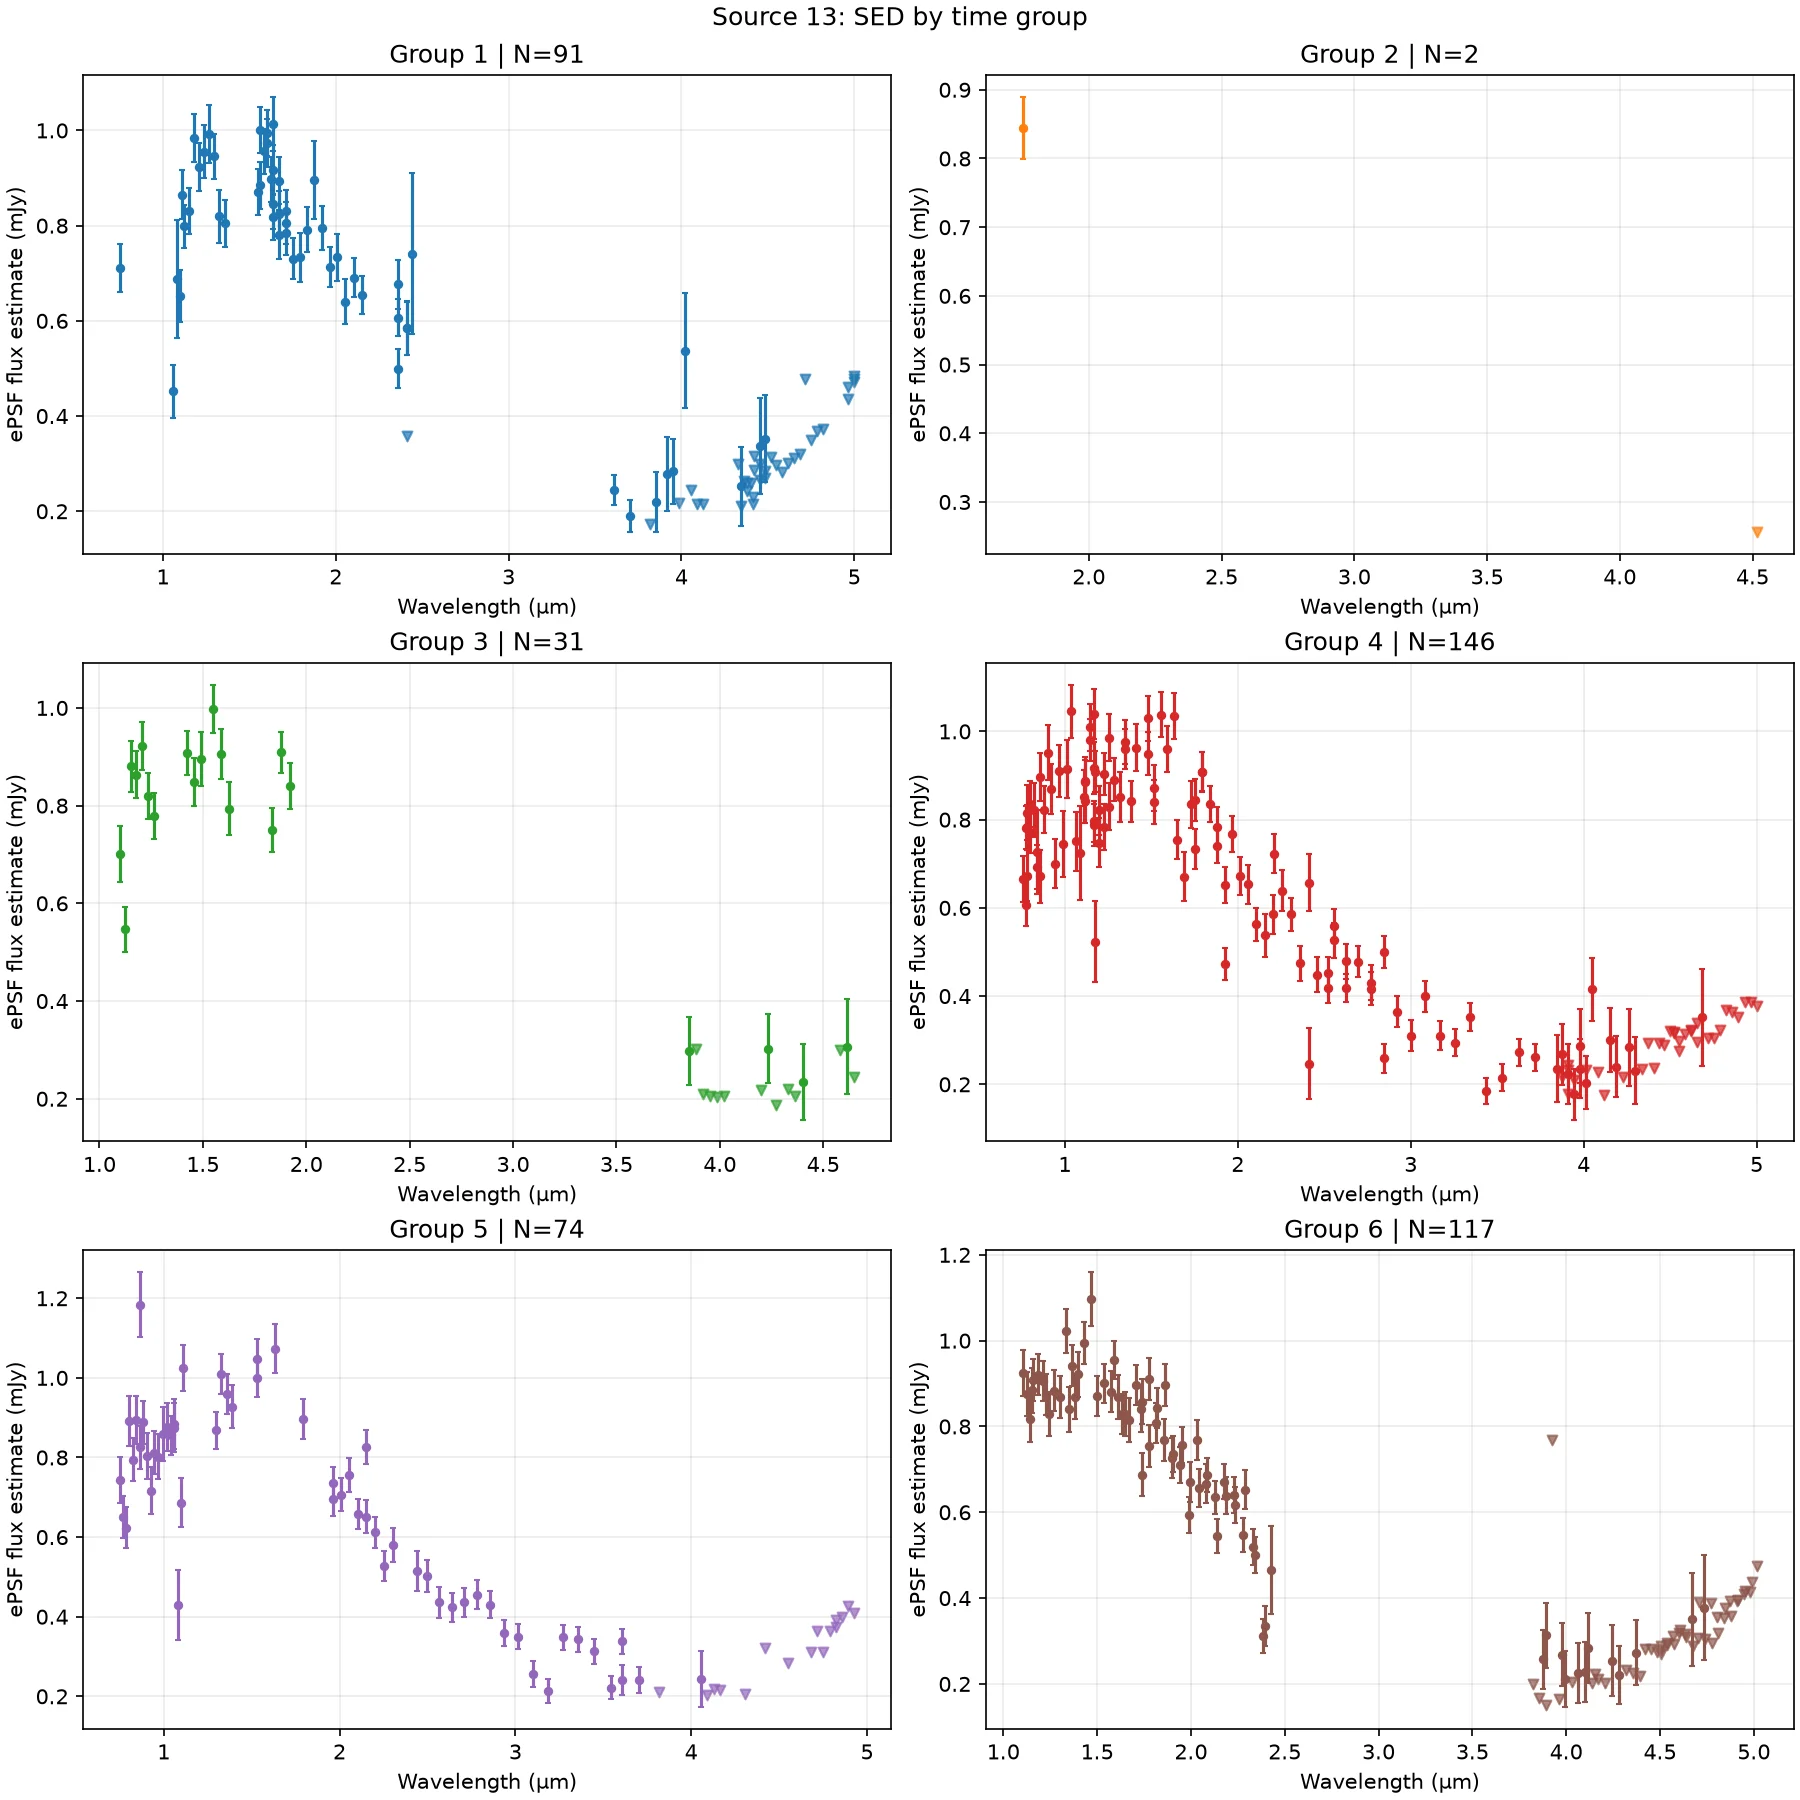 Source 13: SED by time group
Group 1 | N=91
ePSF flux estimate (mJy)
1.0
0.8
0.6
0.4
0.2
1 2 3 4 5
Wavelength (μm)
Group 2 | N=2
ePSF flux estimate (mJy)
0.9
0.8
0.7
0.6
0.5
0.4
0.3
2.0 2.5 3.0 3.5 4.0 4.5
Wavelength (μm)
Group 3 | N=31
ePSF flux estimate (mJy)
1.0
0.8
0.6
0.4
0.2
1.0 1.5 2.0 2.5 3.0 3.5 4.0 4.5
Wavelength (μm)
Group 4 | N=146
ePSF flux estimate (mJy)
1.0
0.8
0.6
0.4
0.2
1 2 3 4 5
Wavelength (μm)
Group 5 | N=74
ePSF flux estimate (mJy)
1.2
1.0
0.8
0.6
0.4
0.2
1 2 3 4 5
Wavelength (μm)
Group 6 | N=117
ePSF flux estimate (mJy)
1.2
1.0
0.8
0.6
0.4
0.2
1.0 1.5 2.0 2.5 3.0 3.5 4.0 4.5 5.0
Wavelength (μm)